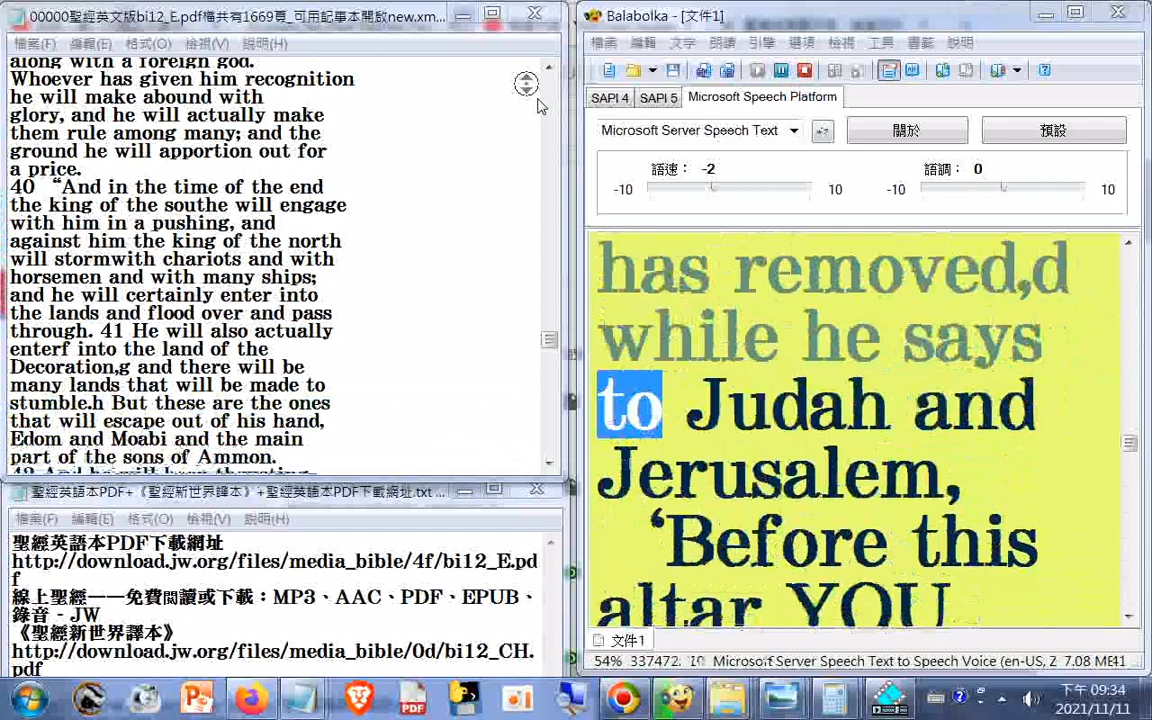 00000聖經英文版bi12_E.pdf檔共有1669頁_可用記事本開啟new.xm...
檔案(F) 編輯(E) 格式(O) 檢視(V) 說明(H)
along with a foreign god.
Whoever has given him recognition
he will make abound with
glory, and he will actually make
them rule among many; and the
ground he will apportion out for
a price.
40 “And in the time of the end
the king of the southe will engage
with him in a pushing, and
against him the king of the north
will stormwith chariots and with
horsemen and with many ships;
and he will certainly enter into
the lands and flood over and pass
through. 41 He will also actually
enterf into the land of the
Decoration,g and there will be
many lands that will be made to
stumble.h But these are the ones
that will escape out of his hand,
Edom and Moabi and the main
part of the sons of Ammon.
聖經英語本PDF+《聖經新世界譯本》+聖經英語本PDF下載網址.txt ...
檔案(F) 編輯(E) 格式(O) 檢視(V) 說明(H)
聖經英語本PDF下載網址
http://download.jw.org/files/media_bible/4f/bi12_E.pd
f
線上聖經——免費閱讀或下載：MP3、AAC、PDF、EPUB、
錄音 - JW
《聖經新世界譯本》
http://download.jw.org/files/media_bible/0d/bi12_CH.
pdf
Balabolka - [文件1]
檔案 編輯 文字 朗讀 引擎 選項 檢視 工具 書籤 說明
SAPI 4 SAPI 5 Microsoft Speech Platform
Microsoft Server Speech Text 關於 預設
語速： -2 語調： 0
-10 10 -10 10
has removed,d
while he says
to Judah and
Jerusalem,
‘Before this
altar YOU
文件1
54% 337472. Microsoft Server Speech Text to Speech Voice (en-US, Z 7.08 ME41
下午 09:34
2021/11/11